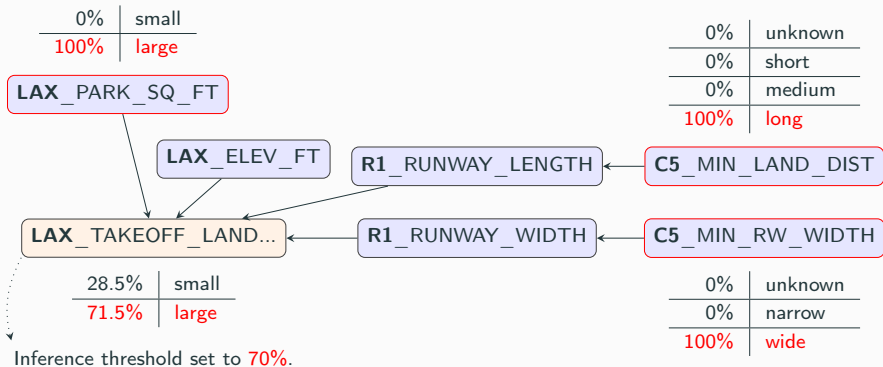 0% small
100% large
LAX_PARK_SQ_FT
0% unknown
0% short
0% medium
100% long
LAX_ELEV_FT
R1_RUNWAY_LENGTH
C5_MIN_LAND_DIST
LAX_TAKEOFF_LAND...
R1_RUNWAY_WIDTH
C5_MIN_RW_WIDTH
28.5% small
71.5% large
0% unknown
0% narrow
100% wide
Inference threshold set to 70%.